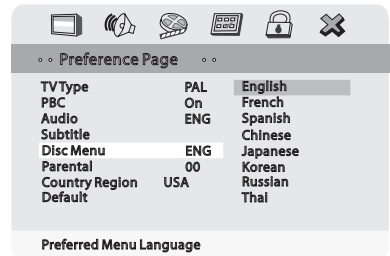 Preference Page
TV Type PAL English
PBC On French
Audio ENG Spanish
Subtitle Chinese
Disc Menu ENG Japanese
Parental 00 Korean
Country Region USA Russian
Default Thai
Preferred Menu Language